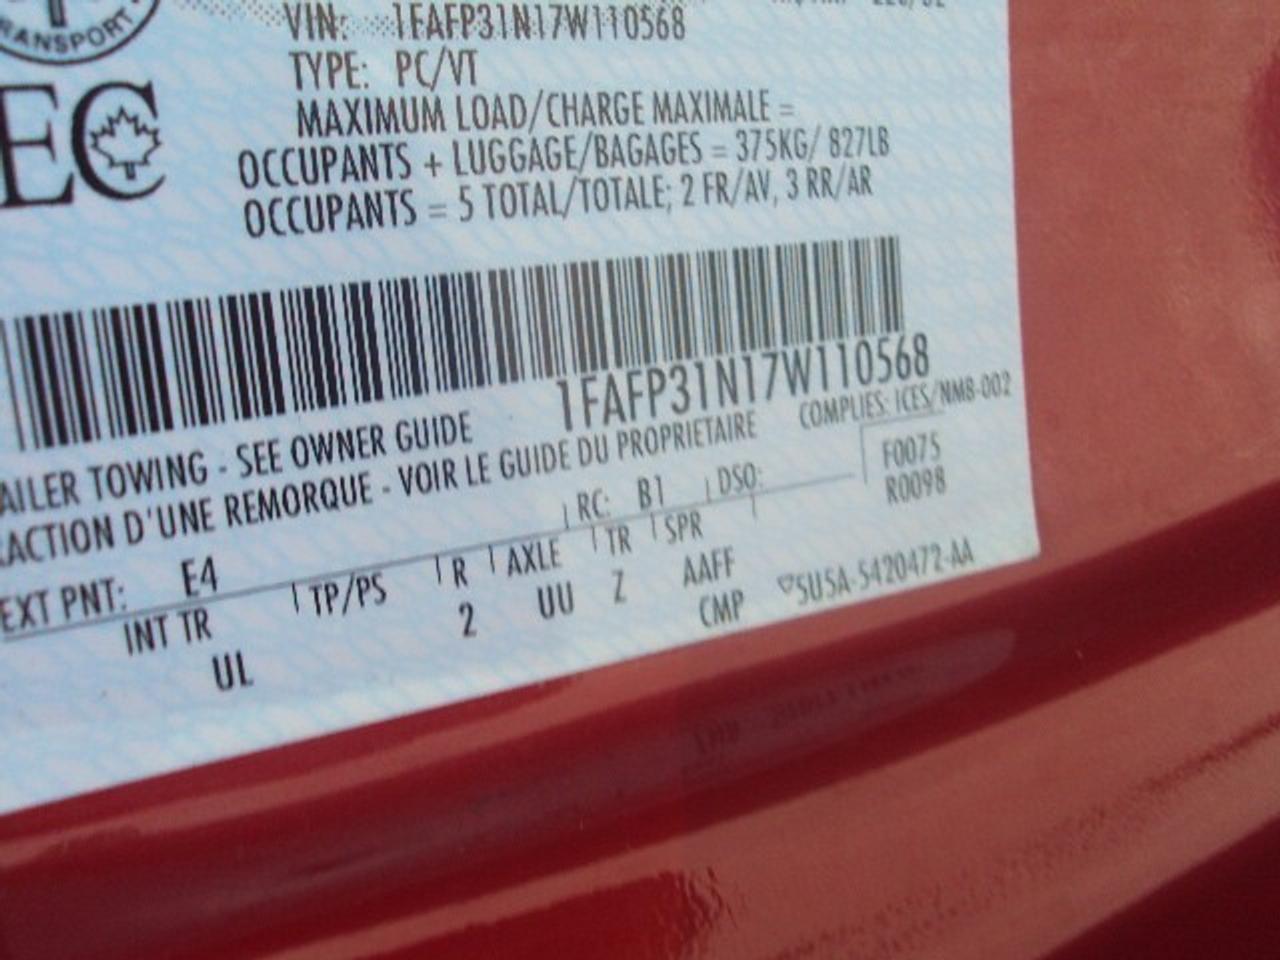 RANSPORT
VIN: 1FAFP31N17W110568
TYPE: PC/VT
EC
MAXIMUM LOAD/CHARGE MAXIMALE =
OCCUPANTS + LUGGAGE/BAGAGES = 375KG/ 827LB
OCCUPANTS = 5 TOTAL/TOTALE; 2 FR/AV, 3 RR/AR
1FAFP31N17W110568
COMPLIES: ICES/NMB-002
AILER TOWING - SEE OWNER GUIDE
ACTION D'UNE REMORQUE - VOIR LE GUIDE DU PROPRIETAIRE
F0075
EXT PNT: E4 RC: B1 DSO: R0098
INT TR TP/PS R AXLE TR SPR
UL 2 UU Z AAFF
CMP 5U5A-5420472-AA